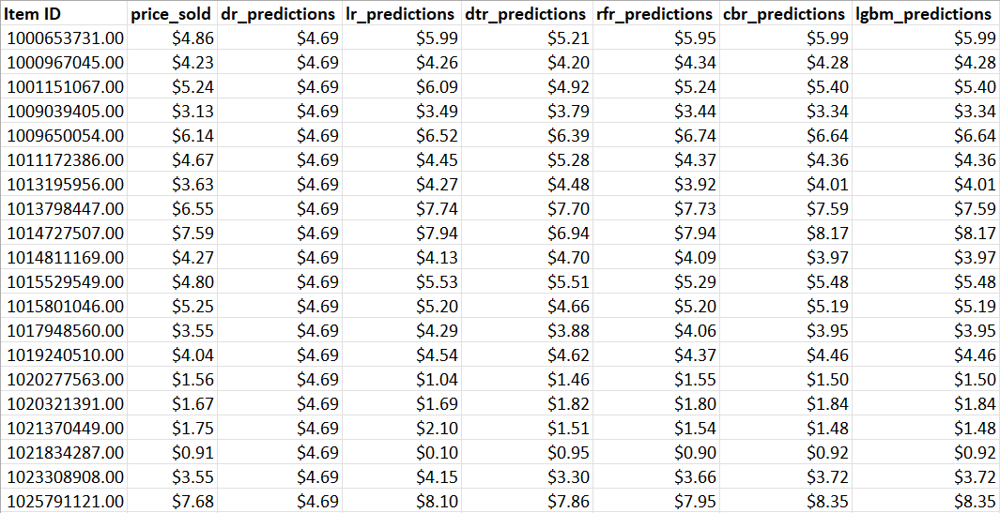 Item ID price_sold dr_predictions lr_predictions dtr_predictions rfr_predictions cbr_predictions lgbm_predictions
1000653731.00 $4.86 $4.69 $5.99 $5.21 $5.95 $5.99 $5.99
1000967045.00 $4.23 $4.69 $4.26 $4.20 $4.34 $4.28 $4.28
1001151067.00 $5.24 $4.69 $6.09 $4.92 $5.24 $5.40 $5.40
1009039405.00 $3.13 $4.69 $3.49 $3.79 $3.44 $3.34 $3.34
1009650054.00 $6.14 $4.69 $6.52 $6.39 $6.74 $6.64 $6.64
1011172386.00 $4.67 $4.69 $4.45 $5.28 $4.37 $4.36 $4.36
1013195956.00 $3.63 $4.69 $4.27 $4.48 $3.92 $4.01 $4.01
1013798447.00 $6.55 $4.69 $7.74 $7.70 $7.73 $7.59 $7.59
1014727507.00 $7.59 $4.69 $7.94 $6.94 $7.94 $8.17 $8.17
1014811169.00 $4.27 $4.69 $4.13 $4.70 $4.09 $3.97 $3.97
1015529549.00 $4.80 $4.69 $5.53 $5.51 $5.29 $5.48 $5.48
1015801046.00 $5.25 $4.69 $5.20 $4.66 $5.20 $5.19 $5.19
1017948560.00 $3.55 $4.69 $4.29 $3.88 $4.06 $3.95 $3.95
1019240510.00 $4.04 $4.69 $4.54 $4.62 $4.37 $4.46 $4.46
1020277563.00 $1.56 $4.69 $1.04 $1.46 $1.55 $1.50 $1.50
1020321391.00 $1.67 $4.69 $1.69 $1.82 $1.80 $1.84 $1.84
1021370449.00 $1.75 $4.69 $2.10 $1.51 $1.54 $1.48 $1.48
1021834287.00 $0.91 $4.69 $0.10 $0.95 $0.90 $0.92 $0.92
1023308908.00 $3.55 $4.69 $4.15 $3.30 $3.66 $3.72 $3.72
1025791121.00 $7.68 $4.69 $8.10 $7.86 $7.95 $8.35 $8.35